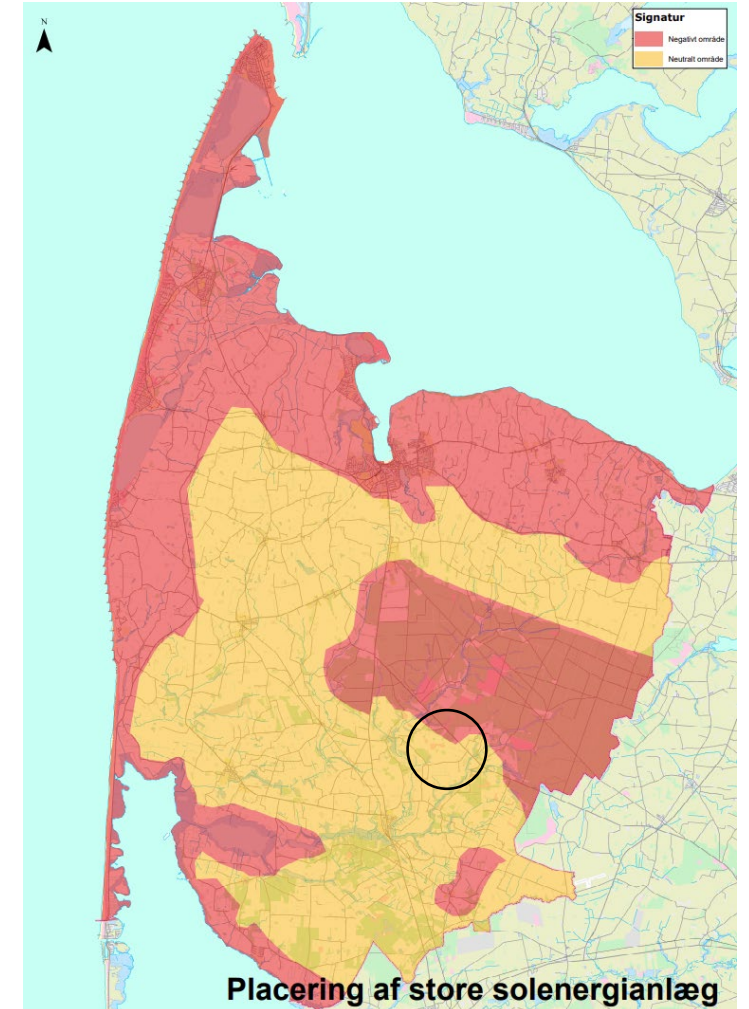 N
Signatur
Negativt område
Neutralt område
Placering af store solenergianlæg